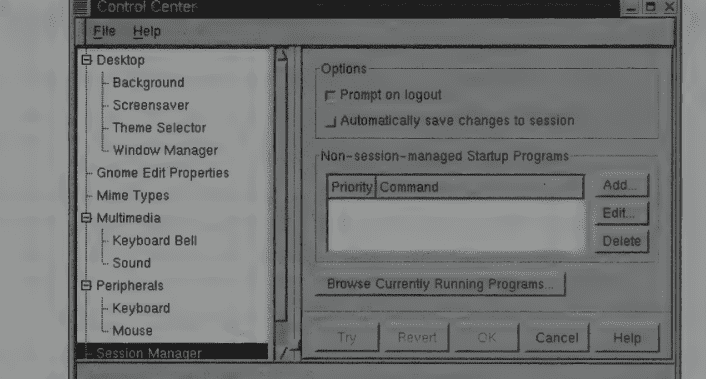 Control Center
File Help
Desktop
Background
Screensaver
Theme Selector
Window Manager
Gnome Edit Properties
Mime Types
Multimedia
Keyboard Bell
Sound
Peripherals
Keyboard
Mouse
Session Manager
Options
Prompt on logout
Automatically save changes to session
Non-session-managed Startup Programs
Priority Command
Add...
Edit...
Delete
Browse Currently Running Programs...
Try Revert OK Cancel Help